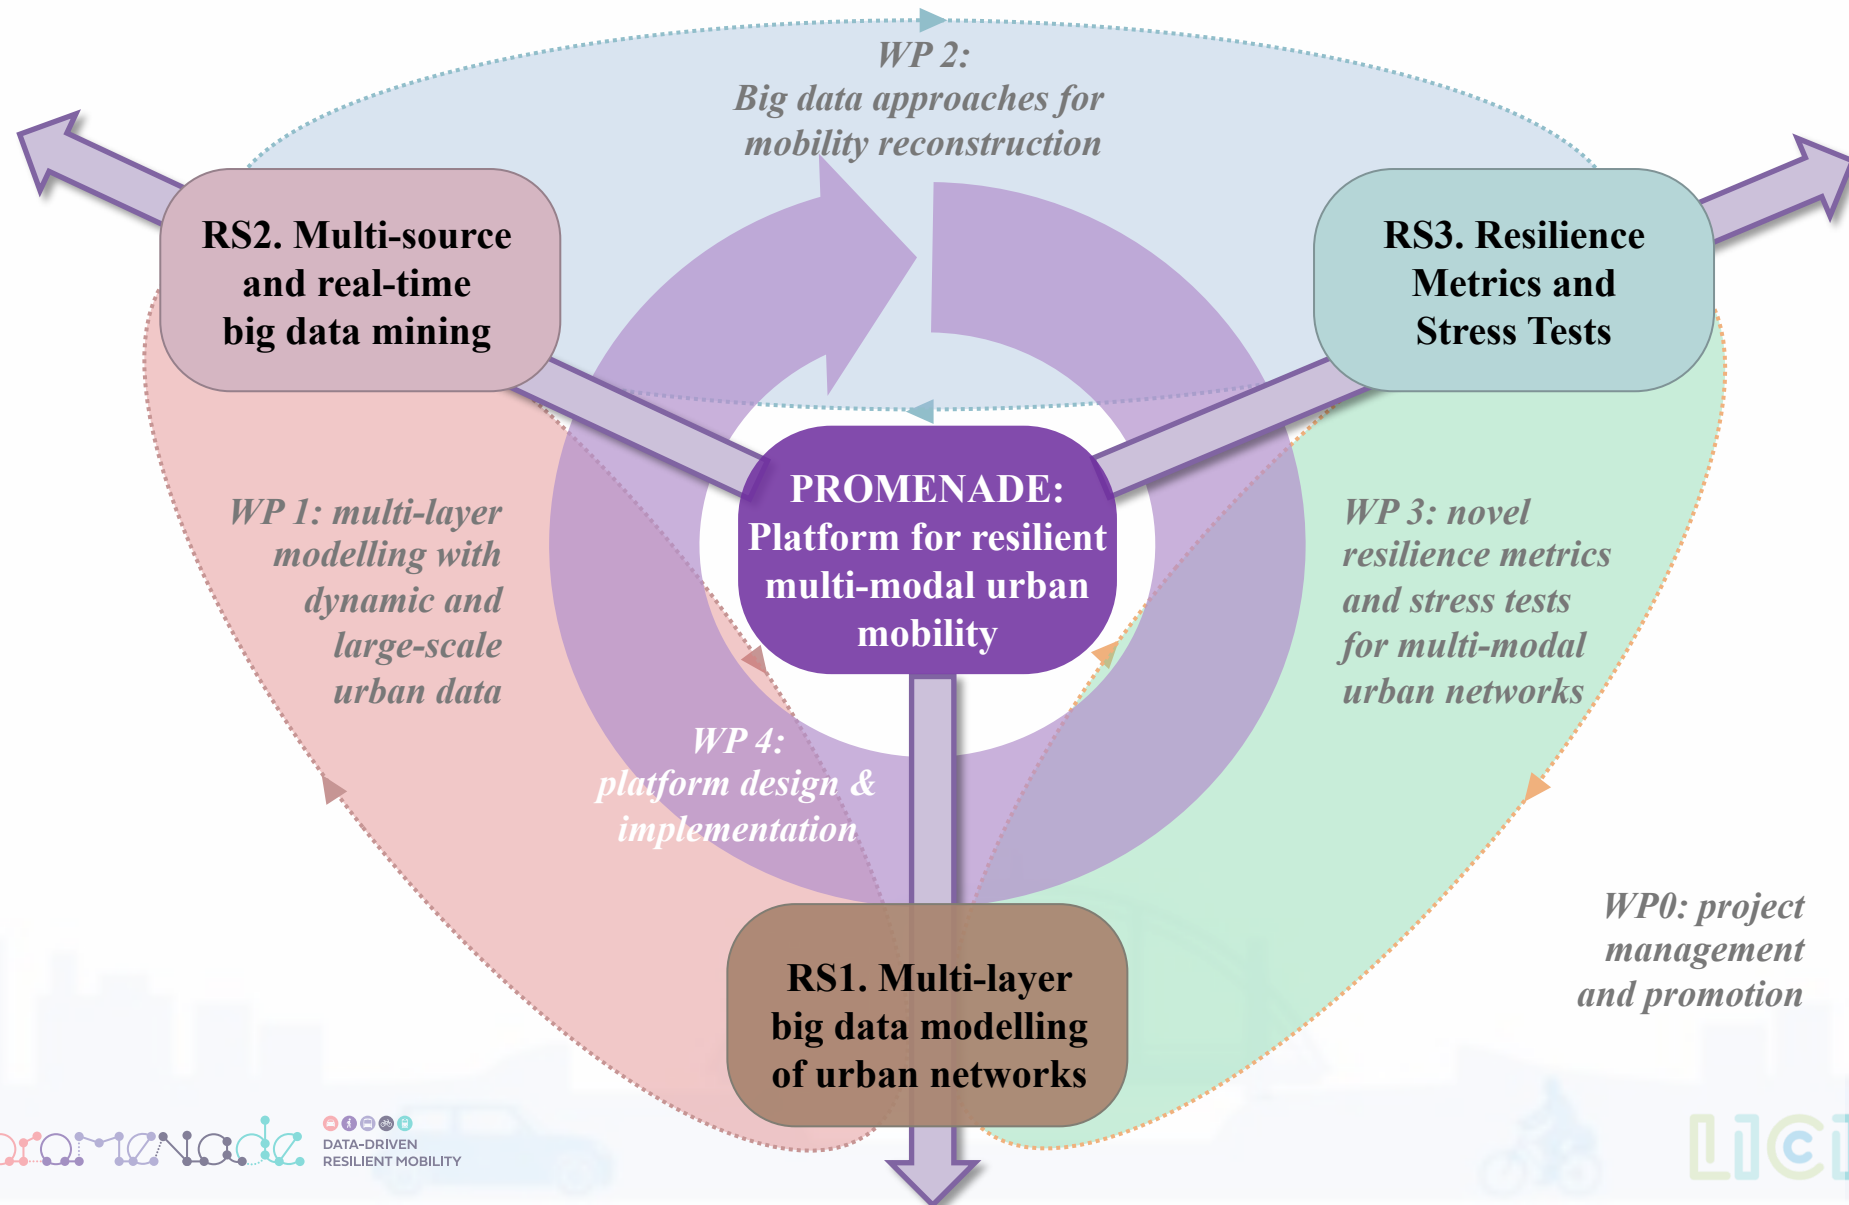 WP 2:
Big data approaches for
mobility reconstruction
RS2. Multi-source
and real-time
big data mining
RS3. Resilience
Metrics and
Stress Tests
PROMENADE:
Platform for resilient
multi-modal urban
mobility
WP 1: multi-layer
modelling with
dynamic and
large-scale
urban data
WP 3: novel
resilience metrics
and stress tests
for multi-modal
urban networks
WP 4:
platform design &
implementation
WP0: project
management
and promotion
RS1. Multi-layer
big data modelling
of urban networks
promenade
DATA-DRIVEN
RESILIENT MOBILITY